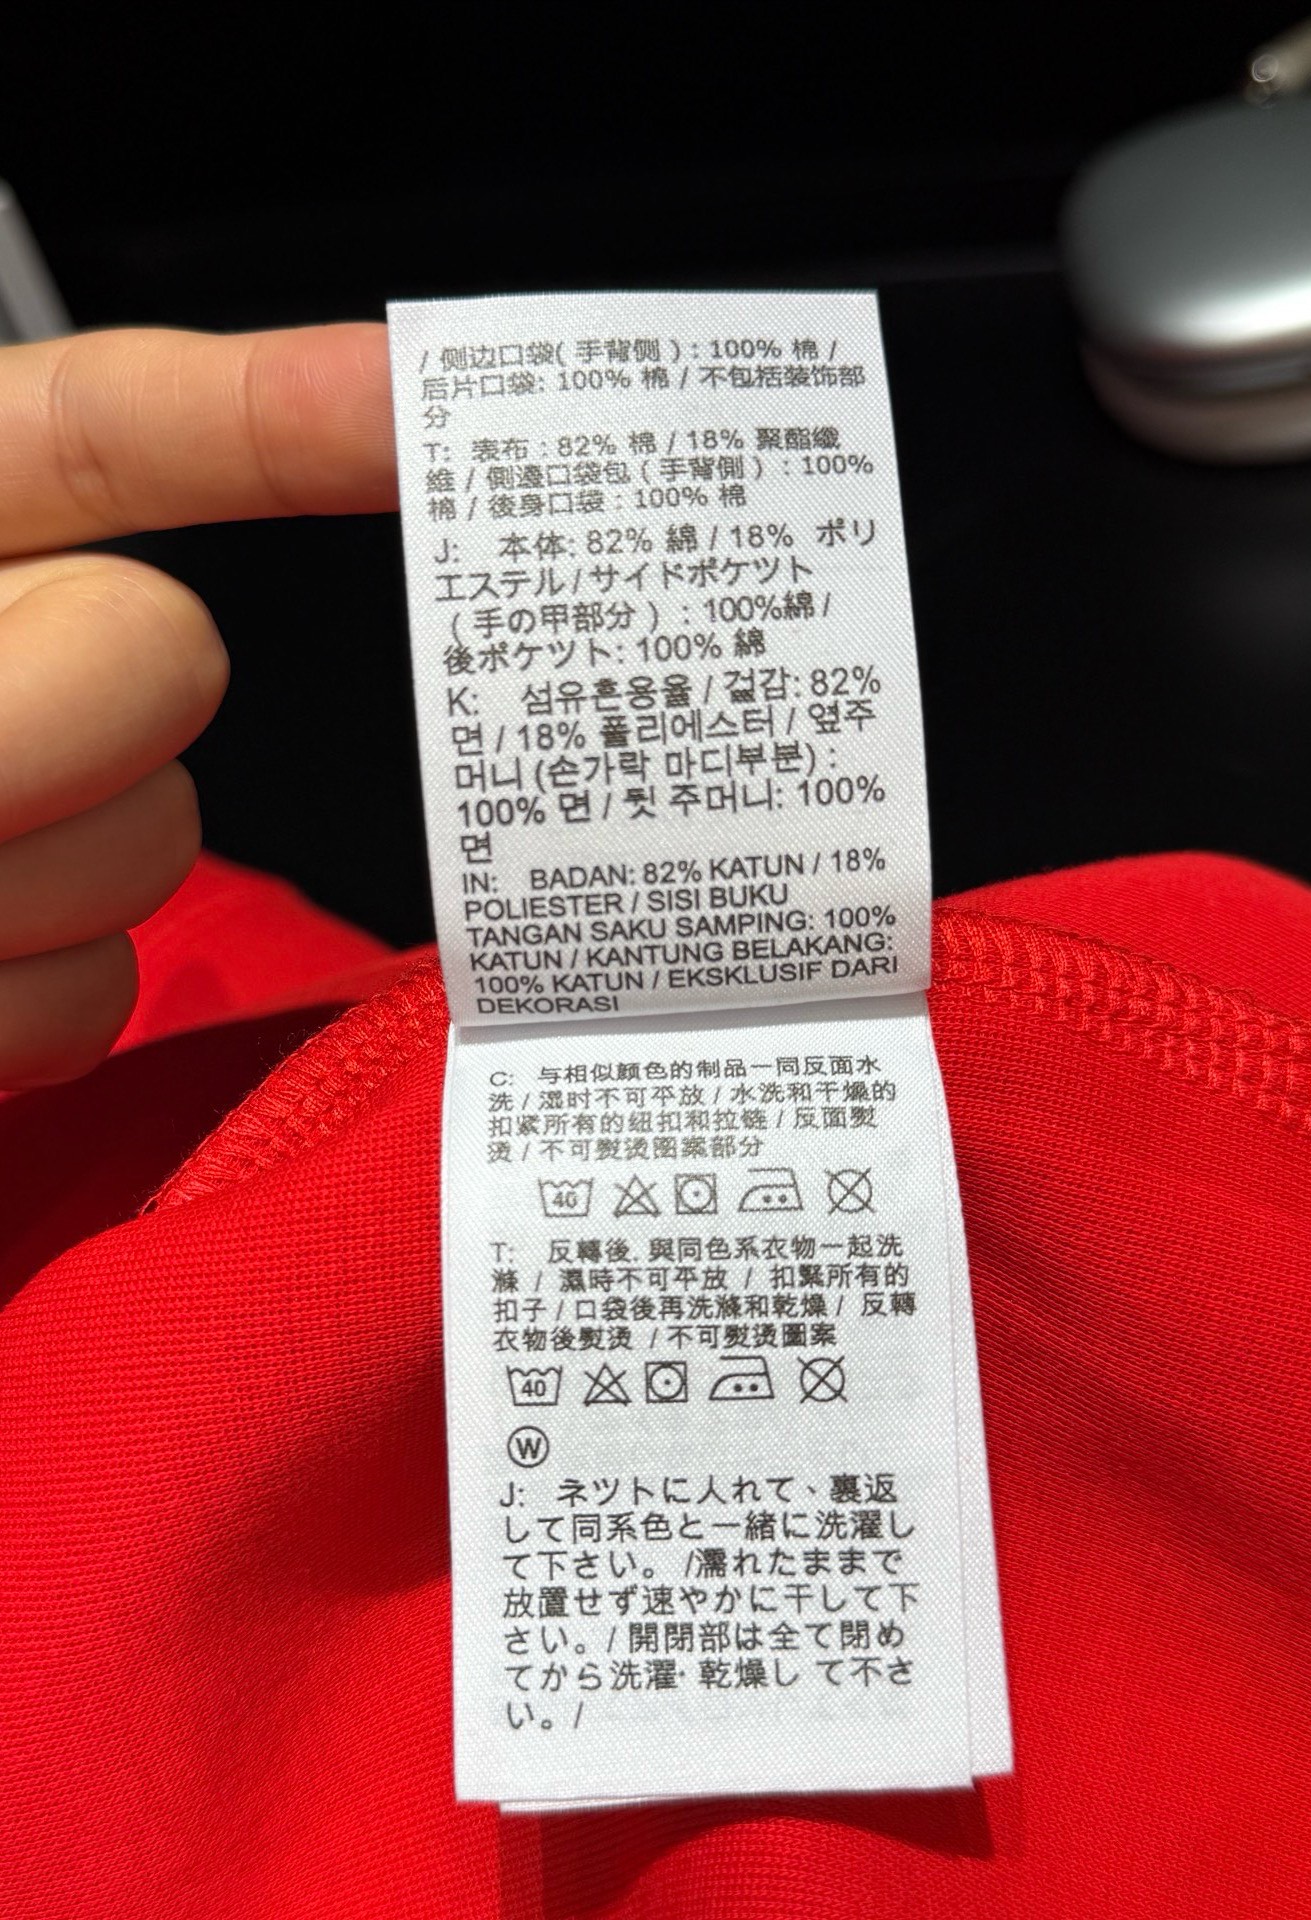 / 侧边口袋( 手背侧 ) : 100% 棉 /
后片口袋: 100% 棉 / 不包括装饰部
分
T: 表布 : 82% 棉 / 18% 聚酯纖
維 / 側邊口袋包 ( 手背側 ) : 100%
棉 / 後身口袋 : 100% 棉
J: 本体: 82% 綿 / 18% ポリ
エステル / サイドポケツト
( 手の甲部分 ) : 100%綿 /
後ポケツト: 100% 綿
K: 섬유혼용율 / 겉감: 82%
면 / 18% 폴리에스터 / 옆주
머니 (손가락 마디부분) :
100% 면 / 뒷 주머니: 100%
면
IN: BADAN: 82% KATUN / 18%
POLIESTER / SISI BUKU
TANGAN SAKU SAMPING: 100%
KATUN / KANTUNG BELAKANG:
100% KATUN / EKSKLUSIF DARI
DEKORASI
C: 与相似颜色的制品一同反面水
洗 / 湿时不可平放 / 水洗和干燥的
扣紧所有的纽扣和拉链 / 反面熨
烫 / 不可熨烫图案部分
40
T: 反轉後. 與同色系衣物一起洗
滌 / 濕時不可平放 / 扣緊所有的
扣子 / 口袋後再洗滌和乾燥 / 反轉
衣物後熨燙 / 不可熨燙圖案
40
W
J: ネツトに人れて、裏返
して同系色と一緒に洗濯し
て下さい。 /濡れたままで
放置せず速やかに干して下
さい。/ 開閉部は全て閉め
てから洗濯· 乾燥し て下さ
い。/